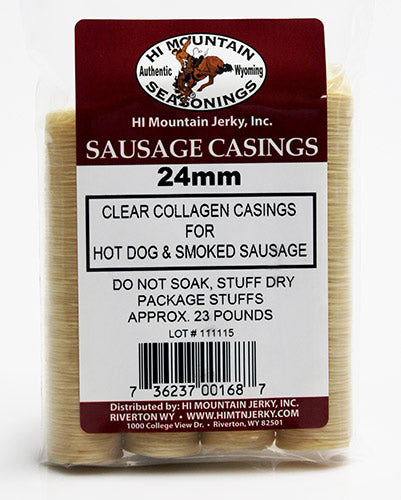 HI MOUNTAIN
Authentic Wyoming
SEASONINGS
HI Mountain Jerky, Inc.
SAUSAGE CASINGS
24mm
CLEAR COLLAGEN CASINGS
FOR
HOT DOG & SMOKED SAUSAGE
DO NOT SOAK, STUFF DRY
PACKAGE STUFFS
APPROX. 23 POUNDS
LOT # 111115
7 36237 00168 7
Distributed by: HI MOUNTAIN JERKY, INC.
RIVERTON WY • WWW.HIMTNJERKY.COM
1000 College View Dr. • Riverton, WY 82501